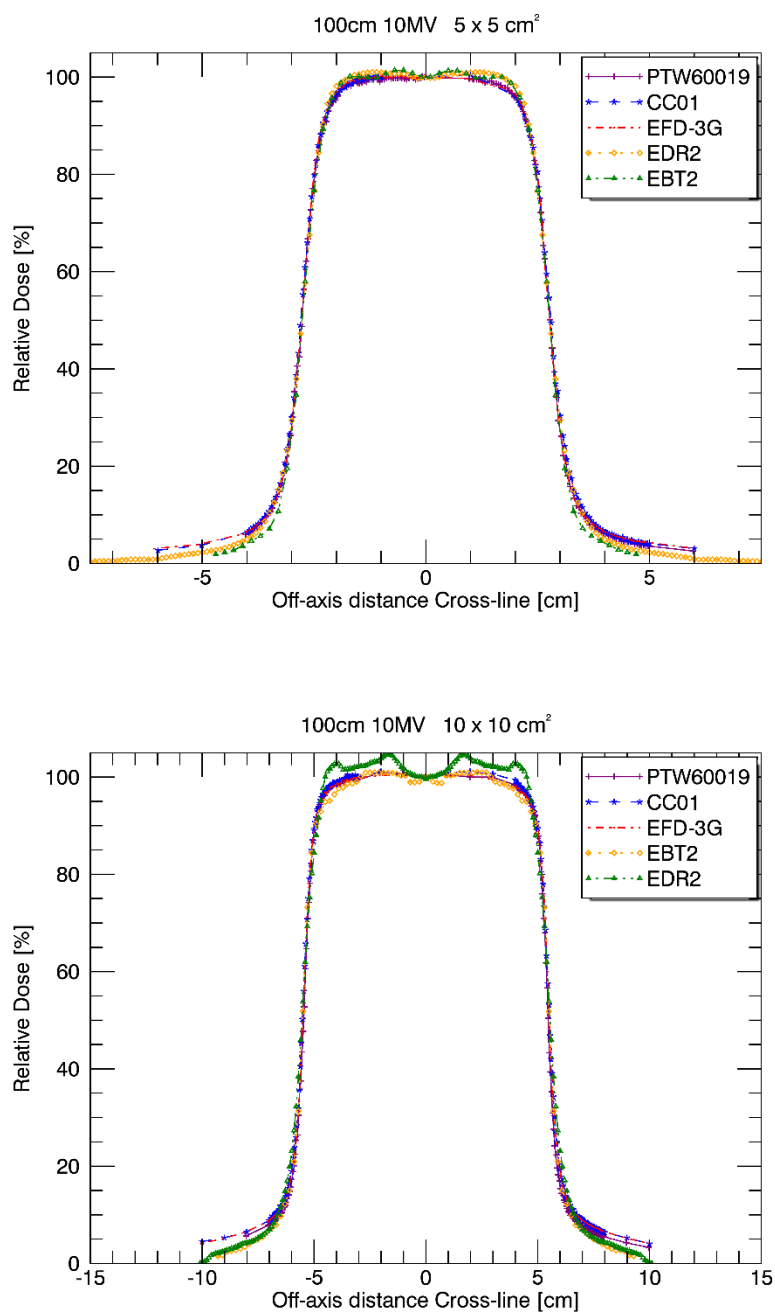 100cm 10MV 5 x 5 cm²
PTW60019
CC01
EFD-3G
EDR2
EBT2
100
80
60
40
20
0
Relative Dose [%]
-5 0 5
Off-axis distance Cross-line [cm]
100cm 10MV 10 x 10 cm²
PTW60019
CC01
EFD-3G
EBT2
EDR2
100
80
60
40
20
0
Relative Dose [%]
-15 -10 -5 0 5 10 15
Off-axis distance Cross-line [cm]